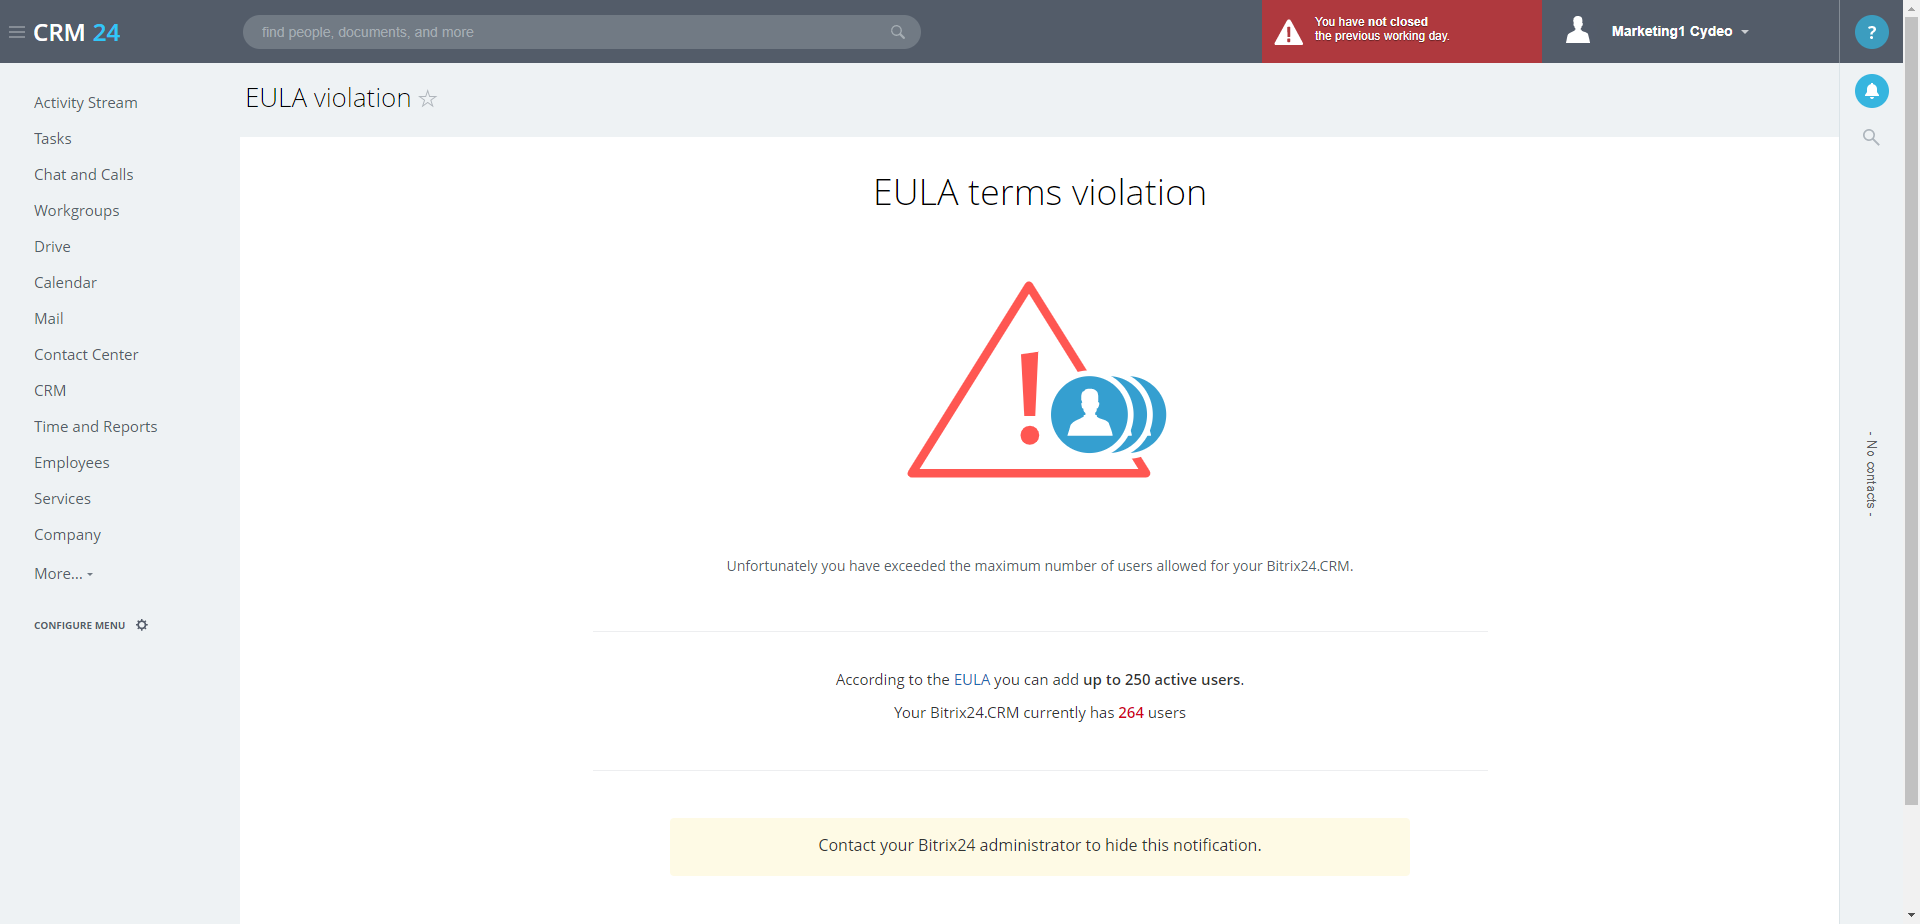 CRM 24
find people, documents, and more
You have not closed
the previous working day.
Marketing1 Cydeo
?
EULA violation
Activity Stream
Tasks
Chat and Calls
Workgroups
Drive
Calendar
Mail
Contact Center
CRM
Time and Reports
Employees
Services
Company
More...
CONFIGURE MENU
EULA terms violation
Unfortunately you have exceeded the maximum number of users allowed for your Bitrix24.CRM.
According to the EULA you can add up to 250 active users.
Your Bitrix24.CRM currently has 264 users
Contact your Bitrix24 administrator to hide this notification.
- No contacts -